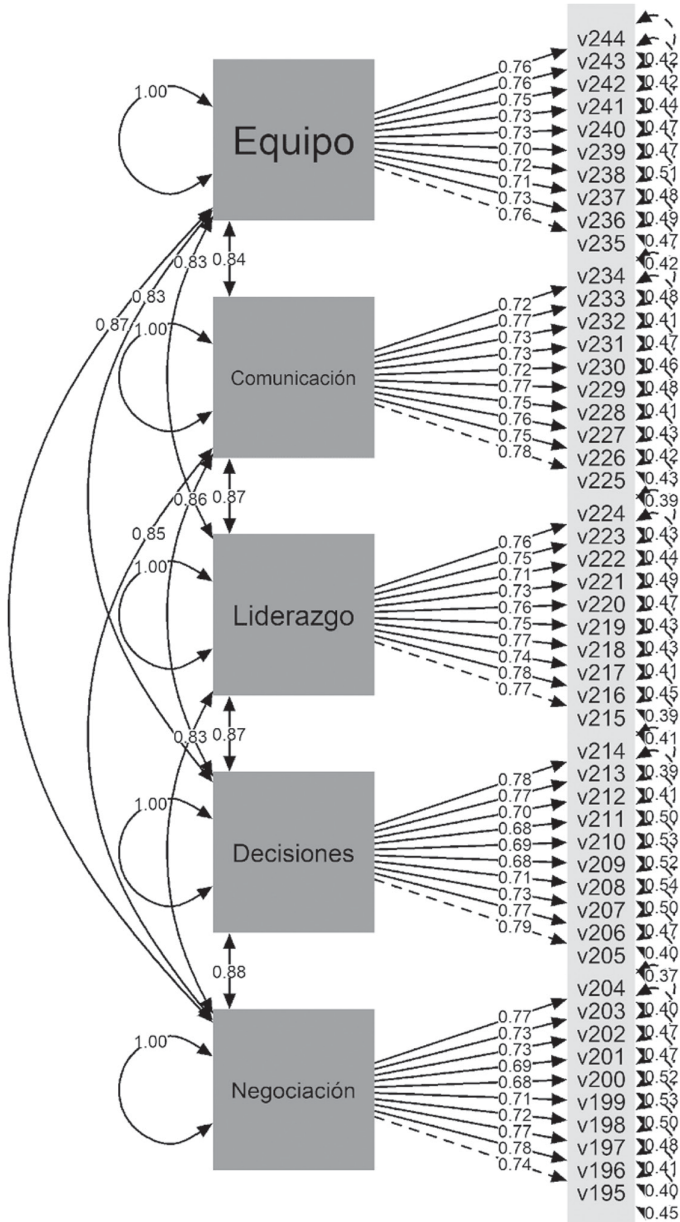 v244
0.76
v243
0.42
1.00
0.76
v242
0.42
0.75
v241
0.44
0.73
v240
0.47
Equipo
0.73
v239
0.47
0.70
v238
0.51
0.72
v237
0.48
0.71
v236
0.49
0.73
v235
0.47
0.76
0.83
0.84
0.42
v234
0.83
0.72
v233
0.48
0.87
1.00
0.77
v232
0.41
0.73
v231
0.47
0.73
v230
0.46
Comunicación
0.72
v229
0.48
0.77
v228
0.41
0.75
v227
0.43
0.76
v226
0.42
0.75
v225
0.43
0.78
0.86
0.87
0.39
v224
0.85
0.76
v223
0.43
1.00
0.75
v222
0.44
0.71
v221
0.49
0.73
v220
0.47
Liderazgo
0.76
v219
0.43
0.75
v218
0.43
0.77
v217
0.41
0.74
v216
0.45
0.78
v215
0.39
0.77
0.83
0.87
0.41
v214
0.78
v213
0.39
1.00
0.77
v212
0.41
0.70
v211
0.50
0.68
v210
0.53
Decisiones
0.69
v209
0.52
0.68
v208
0.54
0.71
v207
0.50
0.73
v206
0.47
0.77
v205
0.40
0.79
0.88
0.37
v204
0.77
v203
0.40
1.00
0.73
v202
0.47
0.73
v201
0.47
0.69
v200
0.52
Negociación
0.68
v199
0.53
0.71
v198
0.50
0.72
v197
0.48
0.77
v196
0.41
0.78
v195
0.40
0.74
0.45